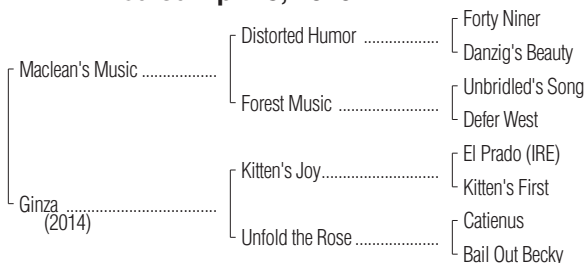 Forty Niner
Distorted Humor ..................
Danzig's Beauty
Maclean's Music .................
Unbridled's Song
Forest Music ........................
Defer West
El Prado (IRE)
Kitten's Joy............................
Kitten's First
Ginza ....................................
(2014)
Catienus
Unfold the Rose ....................
Bail Out Becky